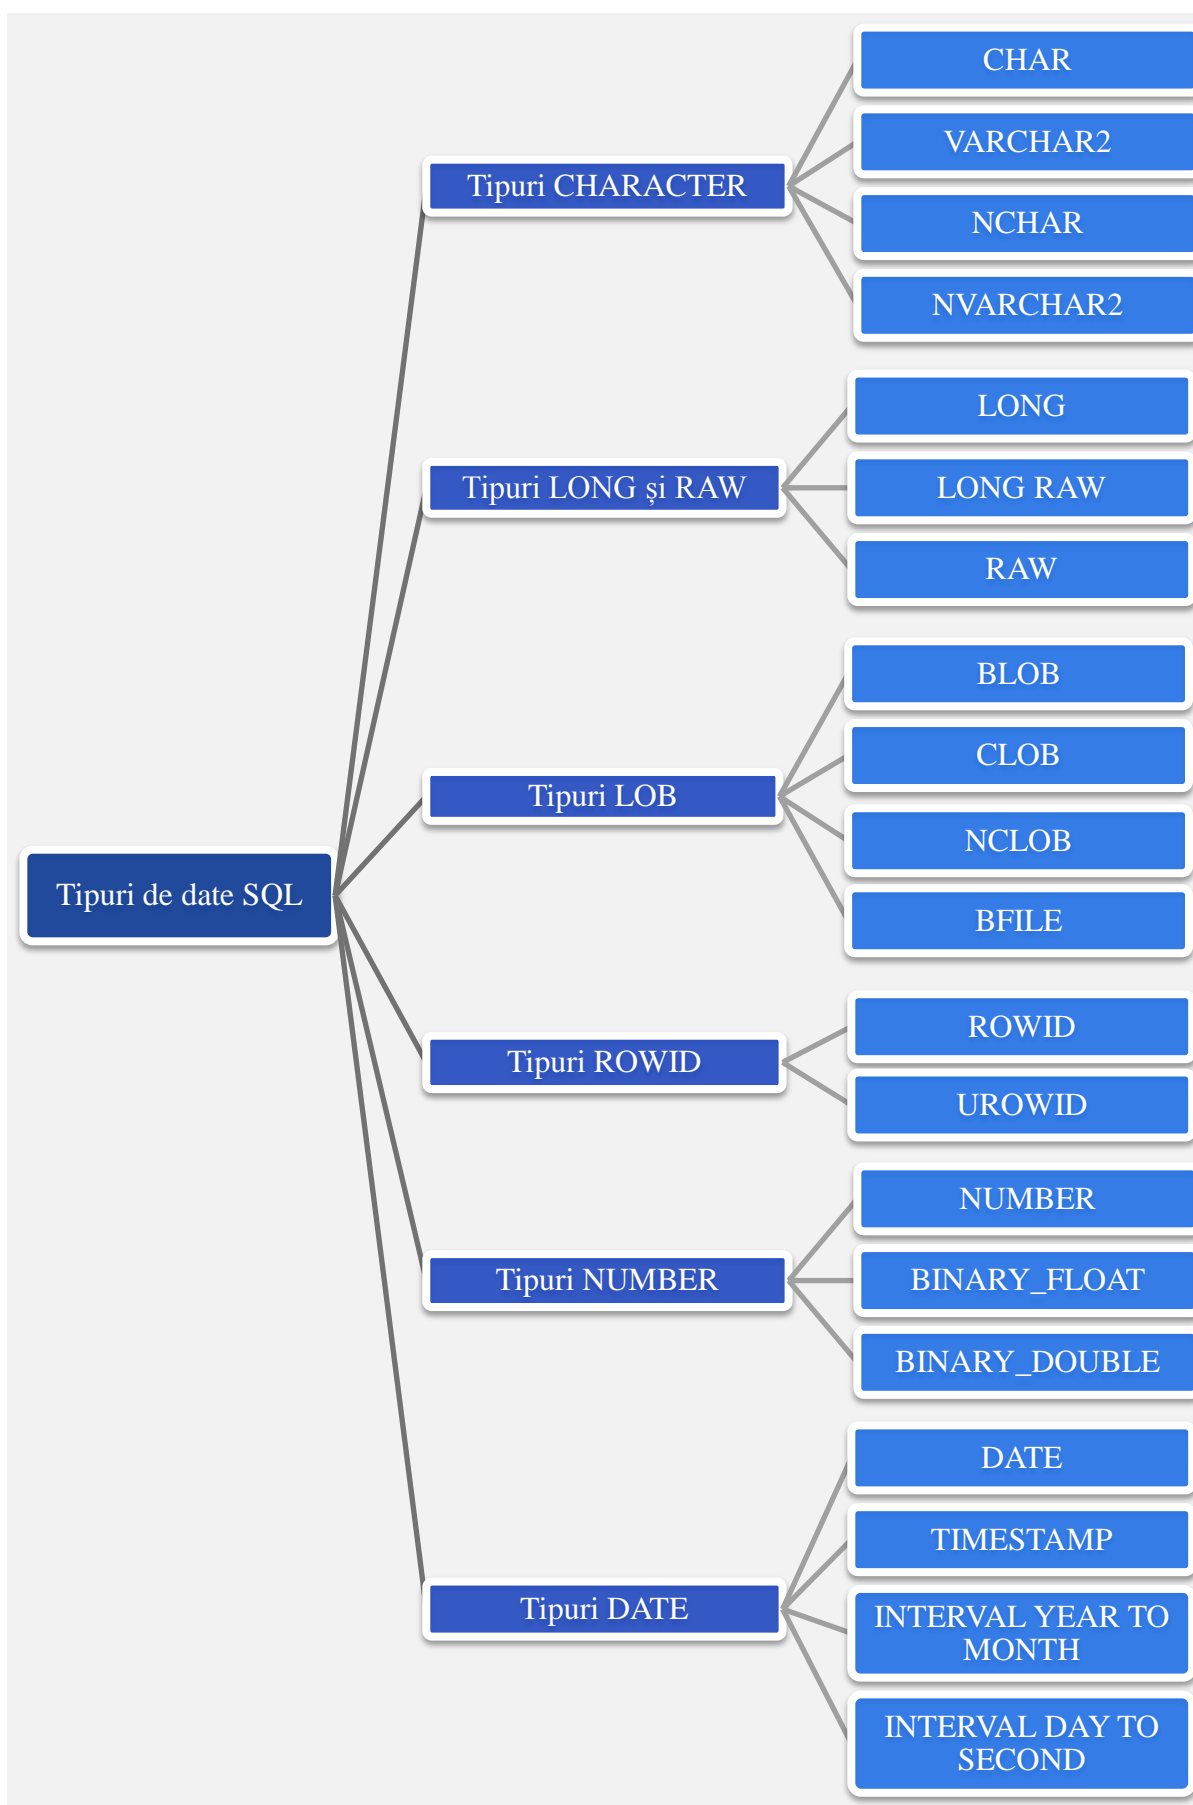 Tipuri de date SQL
Tipuri CHARACTER
CHAR
VARCHAR2
NCHAR
NVARCHAR2
Tipuri LONG și RAW
LONG
LONG RAW
RAW
Tipuri LOB
BLOB
CLOB
NCLOB
BFILE
Tipuri ROWID
ROWID
UROWID
Tipuri NUMBER
NUMBER
BINARY_FLOAT
BINARY_DOUBLE
Tipuri DATE
DATE
TIMESTAMP
INTERVAL YEAR TO
MONTH
INTERVAL DAY TO
SECOND